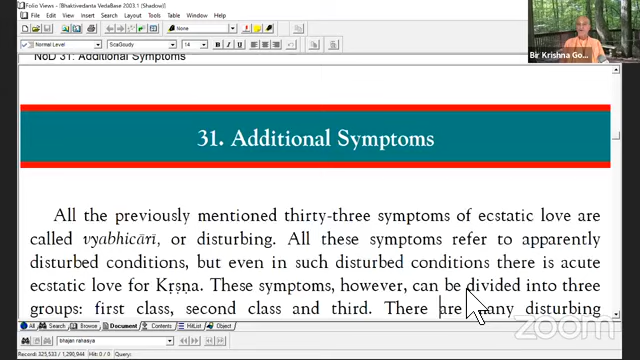 Folio Views - [Bhaktivedanta VedaBase 2003.1 (Shadow)]
File Edit View Insert Search Layout Tools Window Help
Normal Level ScaGoudy 14 B I U
None
NoD 31: Additional Symptoms
Bir Krishna Go...
31. Additional Symptoms
All the previously mentioned thirty-three symptoms of ecstatic love are
called vyabhicārī, or disturbing. All these symptoms refer to apparently
disturbed conditions, but even in such disturbed conditions there is acute
ecstatic love for Kṛṣṇa. These symptoms, however, can be divided into three
groups: first class, second class and third. There are many disturbing
zoom
All Search Browse Document Contents Hit List Object
bhajan rahasya
Record: 325,533 / 1,290,944 Hit: 0 / 0